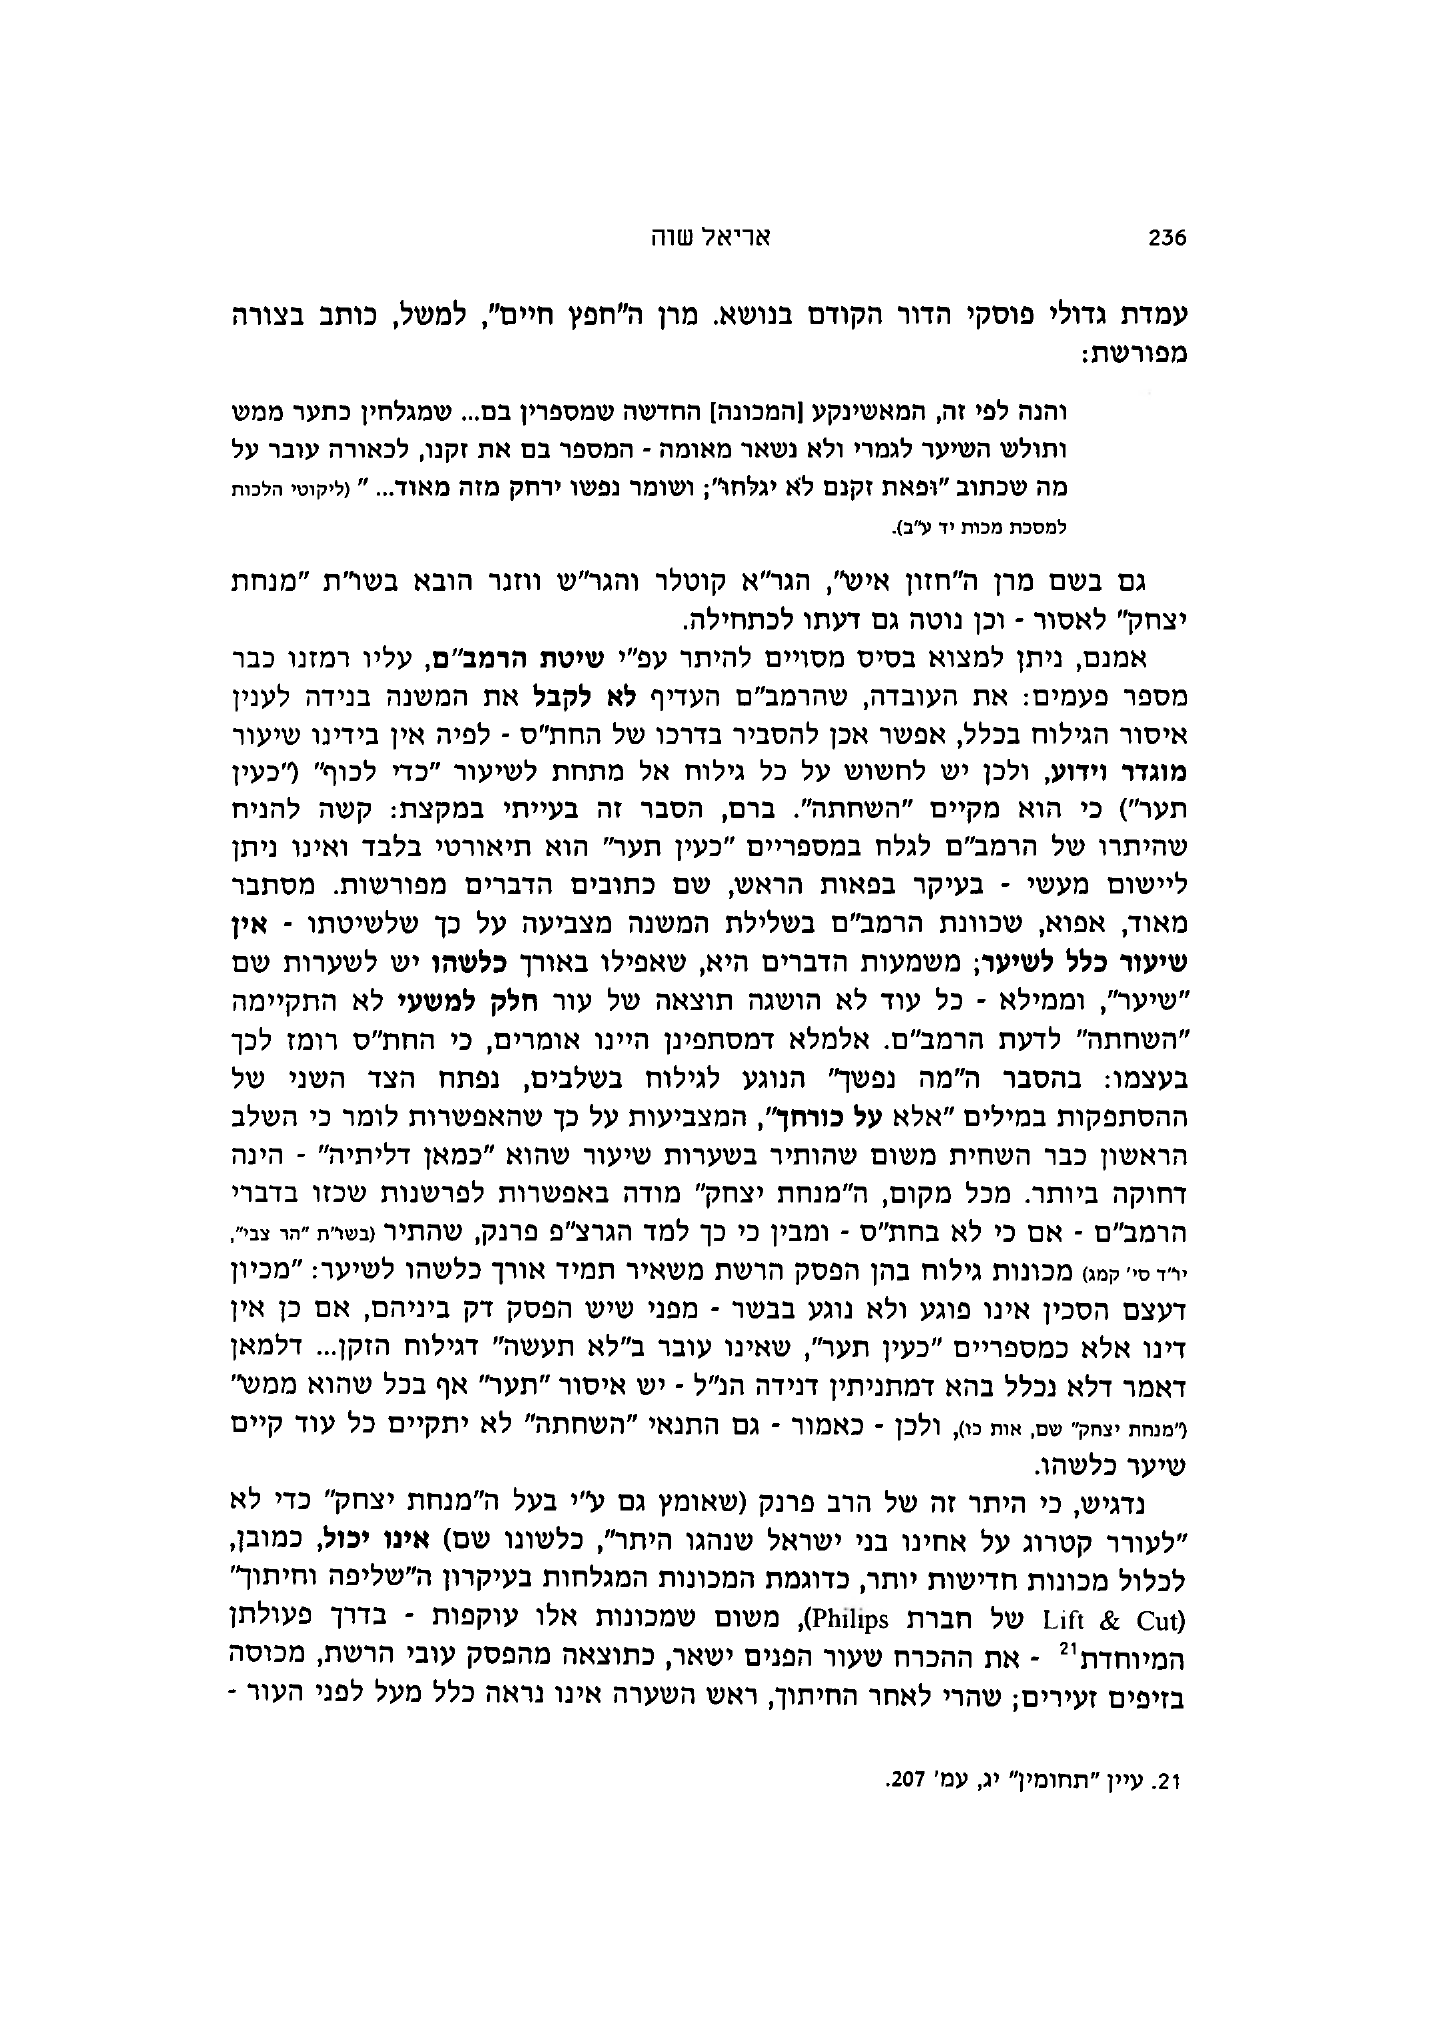 236
אריאל שוה
עמדת גדולי פוסקי הדור הקודם בנושא. מרן ה"חפץ חיים", למשל, כותב בצורה
מפורשת:
והנה לפי זה, המאשינקע [המכונה] החדשה שמספרין בם... שמגלחין כתער ממש
ותולש השיער לגמרי ולא נשאר מאומה - המספר בם את זקנו, לכאורה עובר על
מה שכתוב "וּפאת זקנם לֹא יגלחוּ"; ושומר נפשו ירחק מזה מאוד... " (ליקוטי הלכות
למסכת מכות יד ע"ב).
גם בשם מרן ה"חזון איש", הגר"א קוטלר והגר"ש ווזנר הובא בשו"ת "מנחת
יצחק" לאסור - וכן נוטה גם דעתו לכתחילה.
אמנם, ניתן למצוא בסיס מסויים להיתר עפ"י שיטת הרמב"ם, עליו רמזנו כבר
מספר פעמים: את העובדה, שהרמב"ם העדיף לא לקבל את המשנה בנידה לענין
איסור הגילוח בכלל, אפשר אכן להסביר בדרכו של החת"ס - לפיה אין בידינו שיעור
מוגדר וידוע, ולכן יש לחשוש על כל גילוח אל מתחת לשיעור "כדי לכוף" ("כעין
תער") כי הוא מקיים "השחתה". ברם, הסבר זה בעייתי במקצת: קשה להניח
שהיתרו של הרמב"ם לגלח במספריים "כעין תער" הוא תיאורטי בלבד ואינו ניתן
ליישום מעשי - בעיקר בפאות הראש, שם כתובים הדברים מפורשות. מסתבר
מאוד, אפוא, שכוונת הרמב"ם בשלילת המשנה מצביעה על כך שלשיטתו - אין
שיעור כלל לשיער; משמעות הדברים היא, שאפילו באורך כלשהו יש לשערות שם
"שיער", וממילא - כל עוד לא הושגה תוצאה של עור חלק למשעי לא התקיימה
"השחתה" לדעת הרמב"ם. אלמלא דמסתפינן היינו אומרים, כי החת"ס רומז לכך
בעצמו: בהסבר ה"מה נפשך" הנוגע לגילוח בשלבים, נפתח הצד השני של
ההסתפקות במילים "אלא על כורחך", המצביעות על כך שהאפשרות לומר כי השלב
הראשון כבר השחית משום שהותיר בשערות שיעור שהוא "כמאן דליתיה" - הינה
דחוקה ביותר. מכל מקום, ה"מנחת יצחק" מודה באפשרות לפרשנות שכזו בדברי
הרמב"ם - אם כי לא בחת"ס - ומבין כי כך למד הגרצ"פ פרנק, שהתיר (בשו"ת "הר צבי",
יו"ד סי' קמג) מכונות גילוח בהן הפסק הרשת משאיר תמיד אורך כלשהו לשיער: "מכיון
דעצם הסכין אינו פוגע ולא נוגע בבשר - מפני שיש הפסק דק ביניהם, אם כן אין
דינו אלא כמספריים "כעין תער", שאינו עובר ב"לא תעשה" דגילוח הזקן... דלמאן
דאמר דלא נכלל בהא דמתניתין דנידה הנ"ל - יש איסור "תער" אף בכל שהוא ממש"
("מנחת יצחק" שם, אות כו), ולכן - כאמור - גם התנאי "השחתה" לא יתקיים כל עוד קיים
שיער כלשהו.
נדגיש, כי היתר זה של הרב פרנק (שאומץ גם ע"י בעל ה"מנחת יצחק" כדי לא
"לעורר קטרוג על אחינו בני ישראל שנהגו היתר", כלשונו שם) אינו יכול, כמובן,
לכלול מכונות חדישות יותר, כדוגמת המכונות המגלחות בעיקרון ה"שליפה וחיתוך"
(Lift & Cut של חברת Philips), משום שמכונות אלו עוקפות - בדרך פעולתן
המיוחדת21 - את ההכרח שעור הפנים ישאר, כתוצאה מהפסק עובי הרשת, מכוסה
בזיפים זעירים; שהרי לאחר החיתוך, ראש השערה אינו נראה כלל מעל לפני העור -
21. עיין "תחומין" יג, עמ' 207.